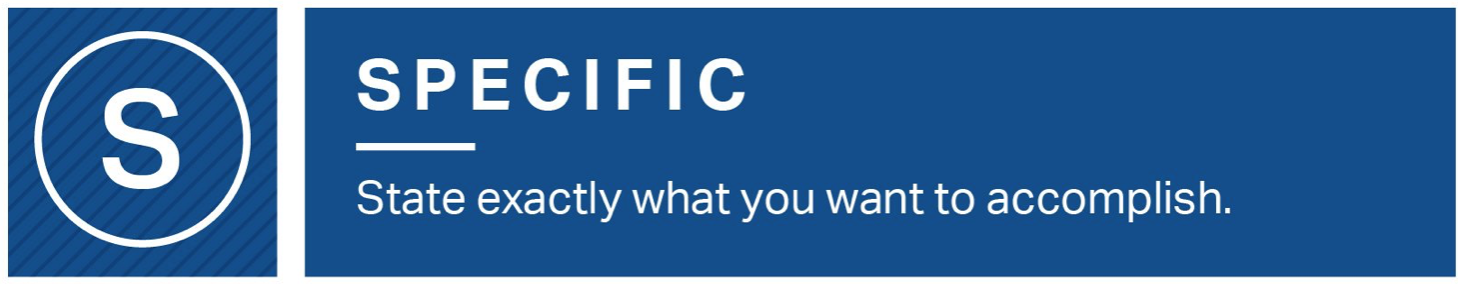 S
SPECIFIC
State exactly what you want to accomplish.